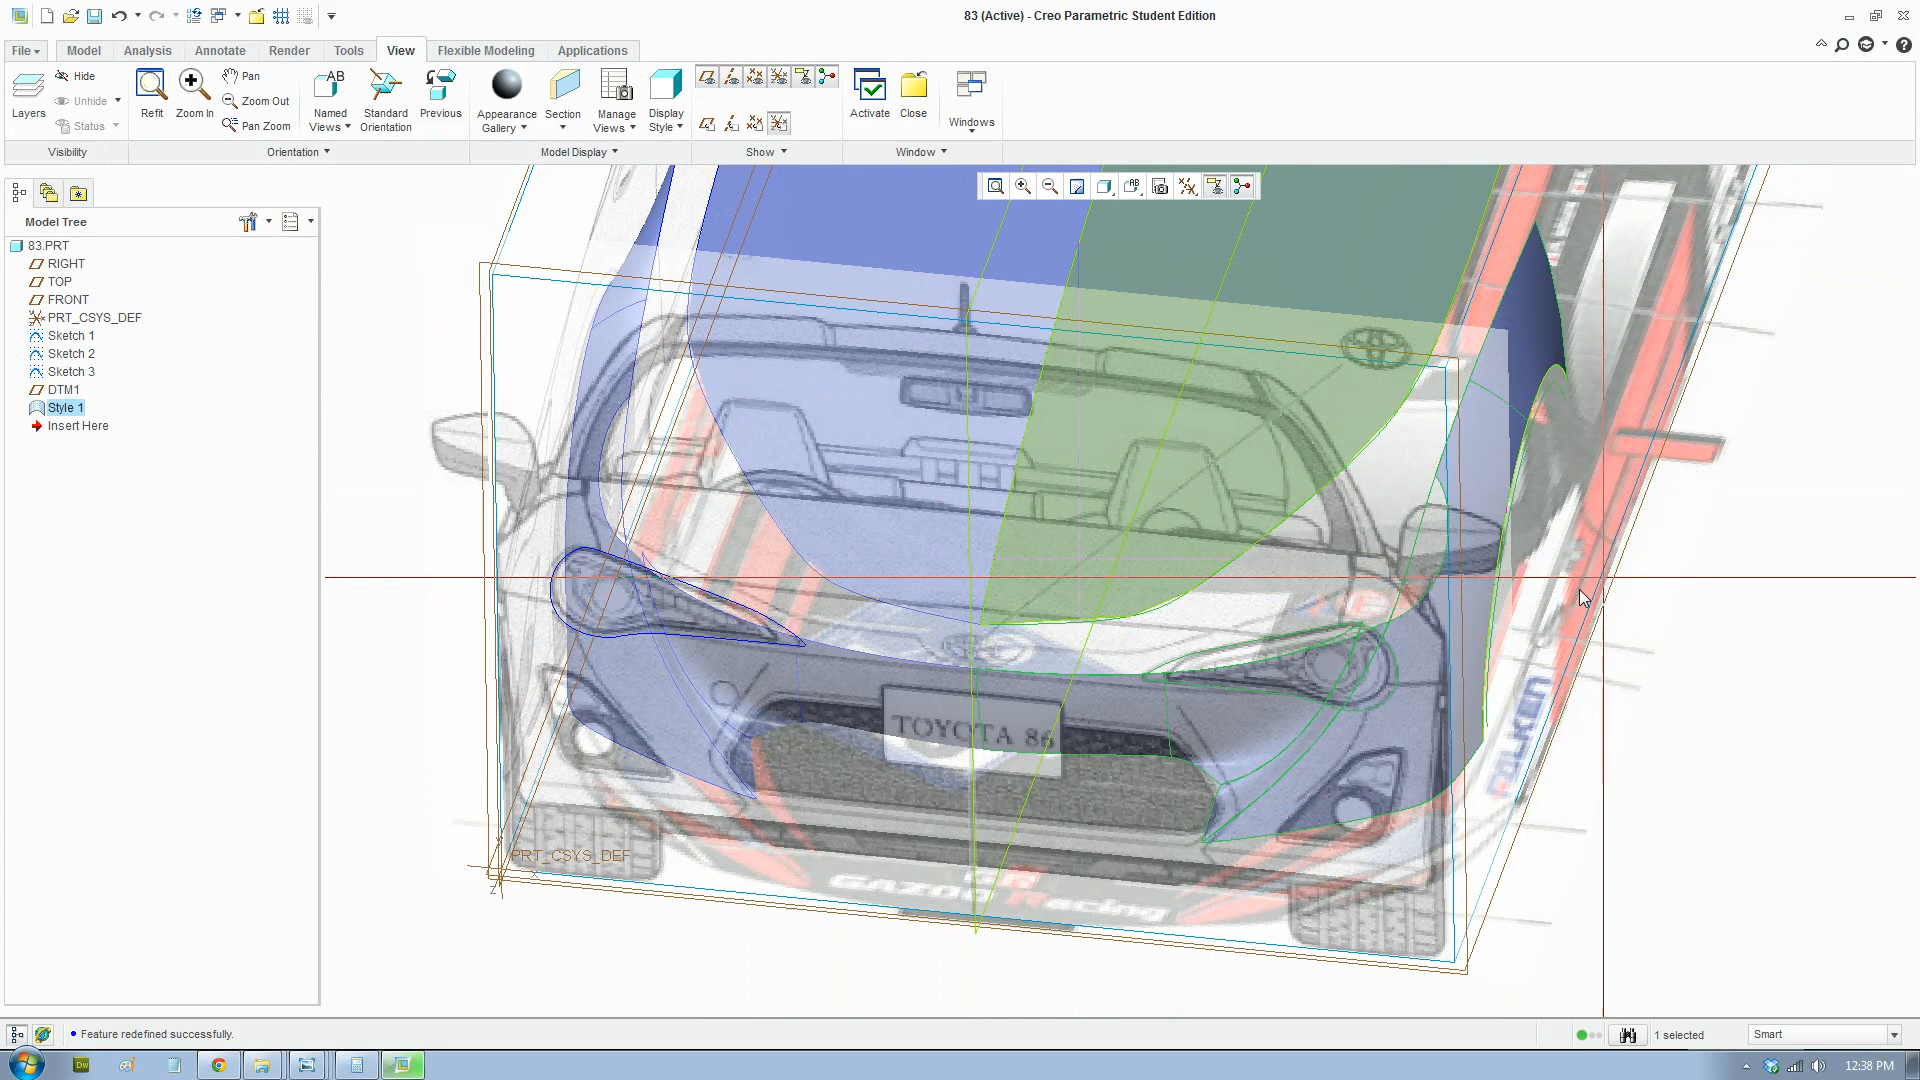 83 (Active) - Creo Parametric Student Edition
File Model Analysis Annotate Render Tools View Flexible Modeling Applications
Hide
Unhide
Status
Layers
Refit
Zoom In
Pan
Zoom Out
Pan Zoom
Named Views
Standard Orientation
Previous
Appearance Gallery
Section
Manage Views
Display Style
Activate
Close
Windows
Visibility Orientation Model Display Show Window
Model Tree
83.PRT
RIGHT
TOP
FRONT
PRT_CSYS_DEF
Sketch 1
Sketch 2
Sketch 3
DTM1
Style 1
Insert Here
TOYOTA 86
FALKEN
PRT_CSYS_DEF
GAZOO Racing
Feature redefined successfully.
1 selected
Smart
Dw
12:38 PM